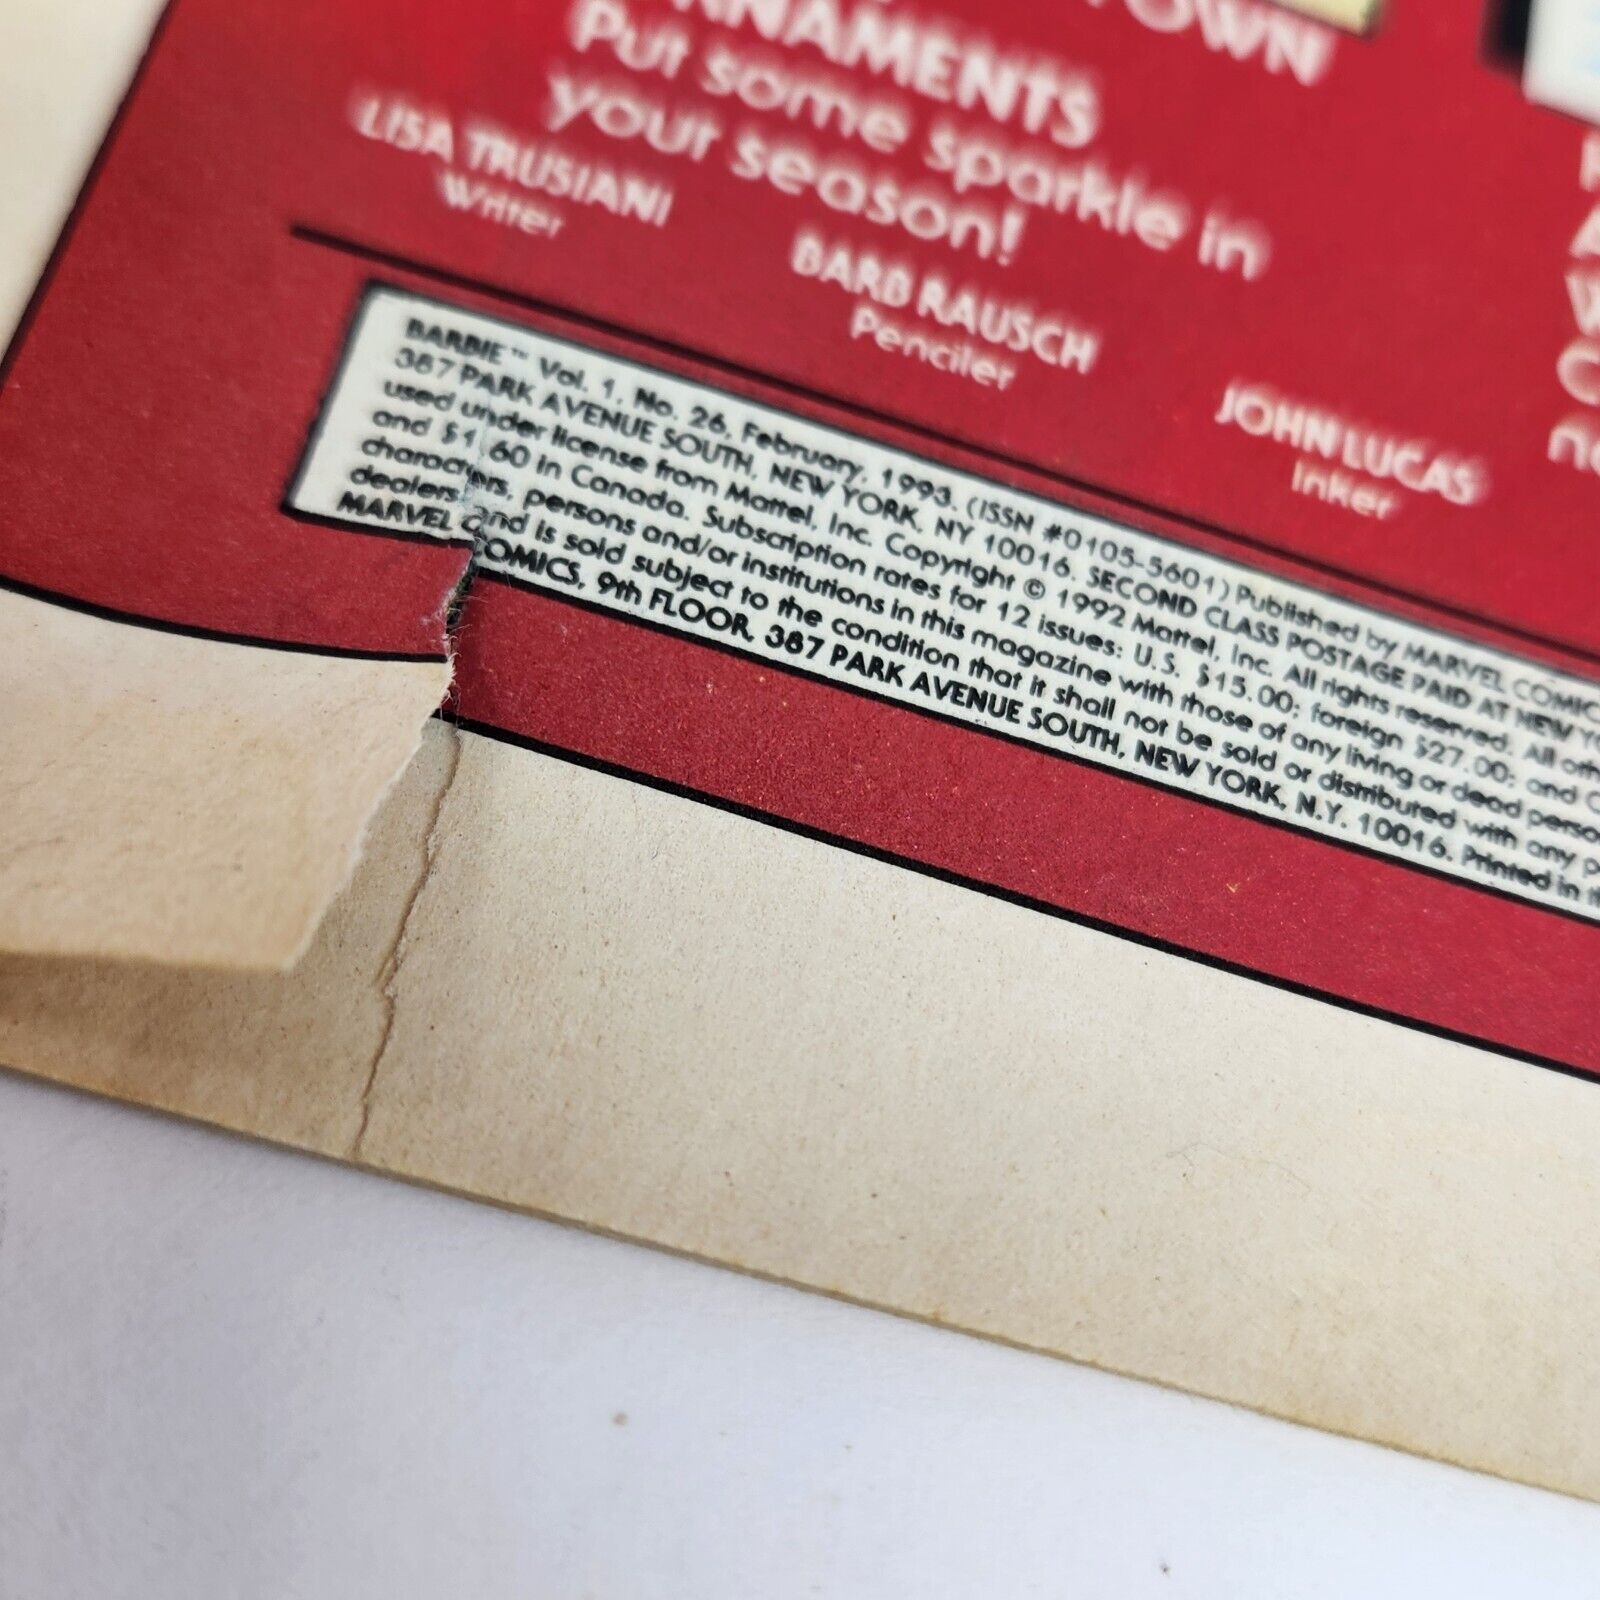 TOWN
RNAMENTS
Put some sparkle in
your season!
LISA TRUSIANI
Writer
BARB RAUSCH
Penciler
JOHN LUCAS
Inker
BARBIE™ Vol. 1, No. 26, February, 1993. (ISSN #0105-5601) Published by MARVEL COMIC
387 PARK AVENUE SOUTH, NEW YORK, NY 10016. SECOND CLASS POSTAGE PAID AT NEW YO
used under license from Mattel, Inc. Copyright © 1992 Mattel, Inc. All rights reserved. All oth
and $1.60 in Canada. Subscription rates for 12 issues: U.S. $15.00; foreign $27.00; and C
characters, persons and/or institutions in this magazine with those of any living or dead perso
dealers and is sold subject to the condition that it shall not be sold or distributed with any p
MARVEL COMICS, 9th FLOOR, 387 PARK AVENUE SOUTH, NEW YORK, N.Y. 10016. Printed in th